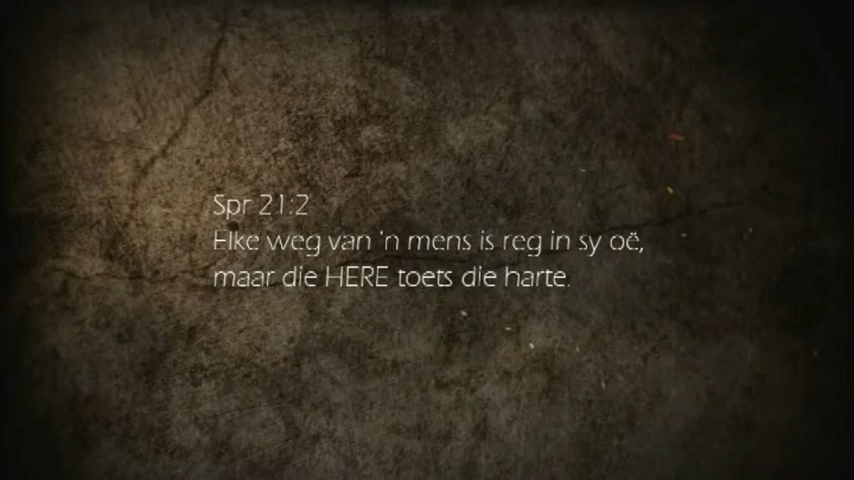 Spr 21:2
Elke weg van 'n mens is reg in sy oë,
maar die HERE toets die harte.